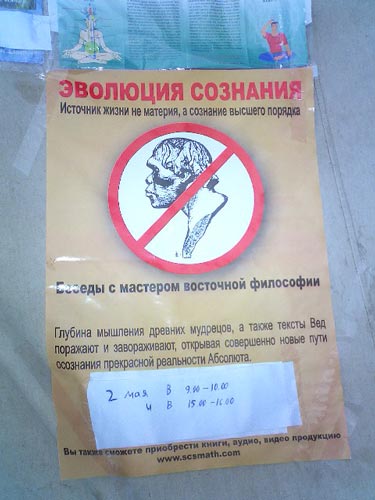 ЭВОЛЮЦИЯ СОЗНАНИЯ
Источник жизни не материя, а сознание высшего порядка
Беседы с мастером восточной философии
Глубина мышления древних мудрецов, а также тексты Вед
поражают и завораживают, открывая совершенно новые пути
осознания прекрасной реальности Абсолюта.
2 мая В 9.00-10.00
И В 15.00-16.00
Вы также сможете приобрести книги, аудио, видео продукцию
www.scsmath.com